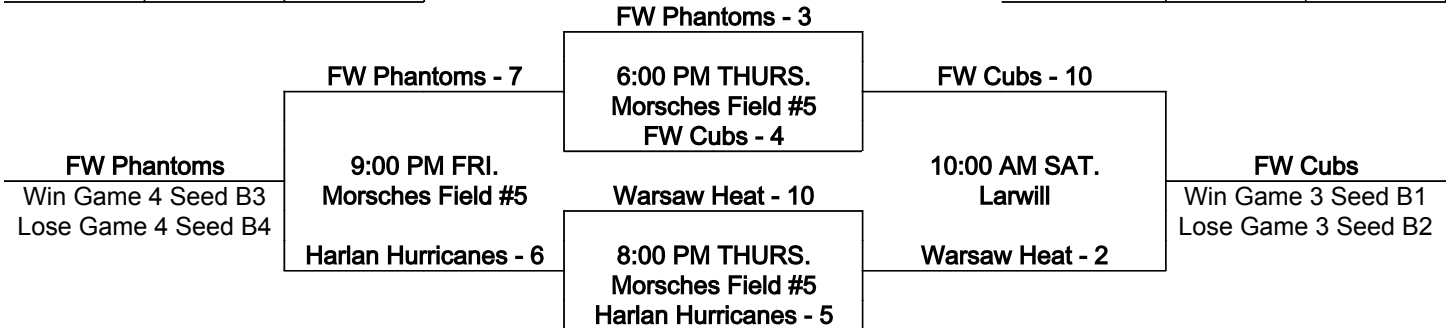 FW Phantoms - 3
FW Phantoms - 7
6:00 PM THURS.
FW Cubs - 10
Morsches Field #5
FW Cubs - 4
FW Phantoms
9:00 PM FRI.
10:00 AM SAT.
FW Cubs
Win Game 4 Seed B3
Morsches Field #5
Warsaw Heat - 10
Larwill
Win Game 3 Seed B1
Lose Game 4 Seed B4
Lose Game 3 Seed B2
Harlan Hurricanes - 6
8:00 PM THURS.
Warsaw Heat - 2
Morsches Field #5
Harlan Hurricanes - 5